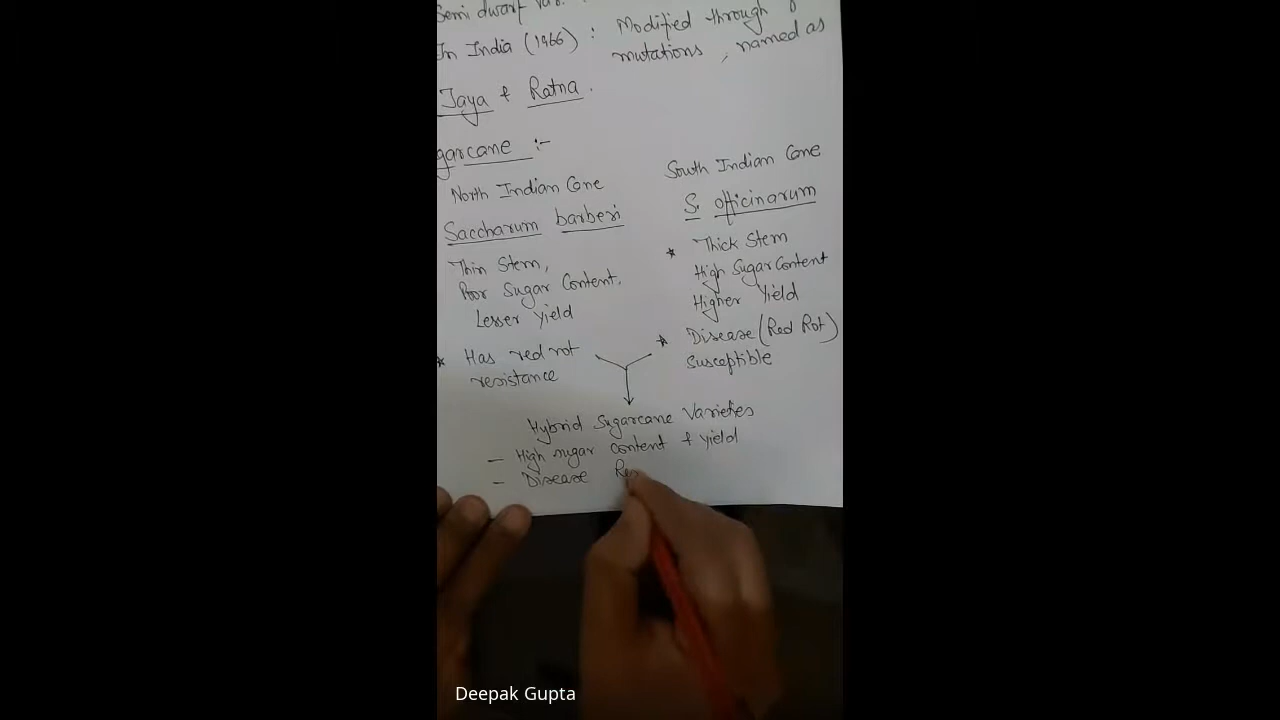 Semi dwarf
In India (1966) : Modified through
mutations, named as
Jaya & Ratna.
garcane :-
North Indian Cane
Saccharum barberi
Thin Stem,
Poor Sugar Content,
Lesser yield
* Has red rot
resistance
South Indian Cane
S. officinarum
* Thick Stem
High Sugar Content
Higher Yield
* Disease (Red Rot)
Susceptible
Hybrid Sugarcane Varieties
- High sugar content & yield
- Disease Res
Deepak Gupta